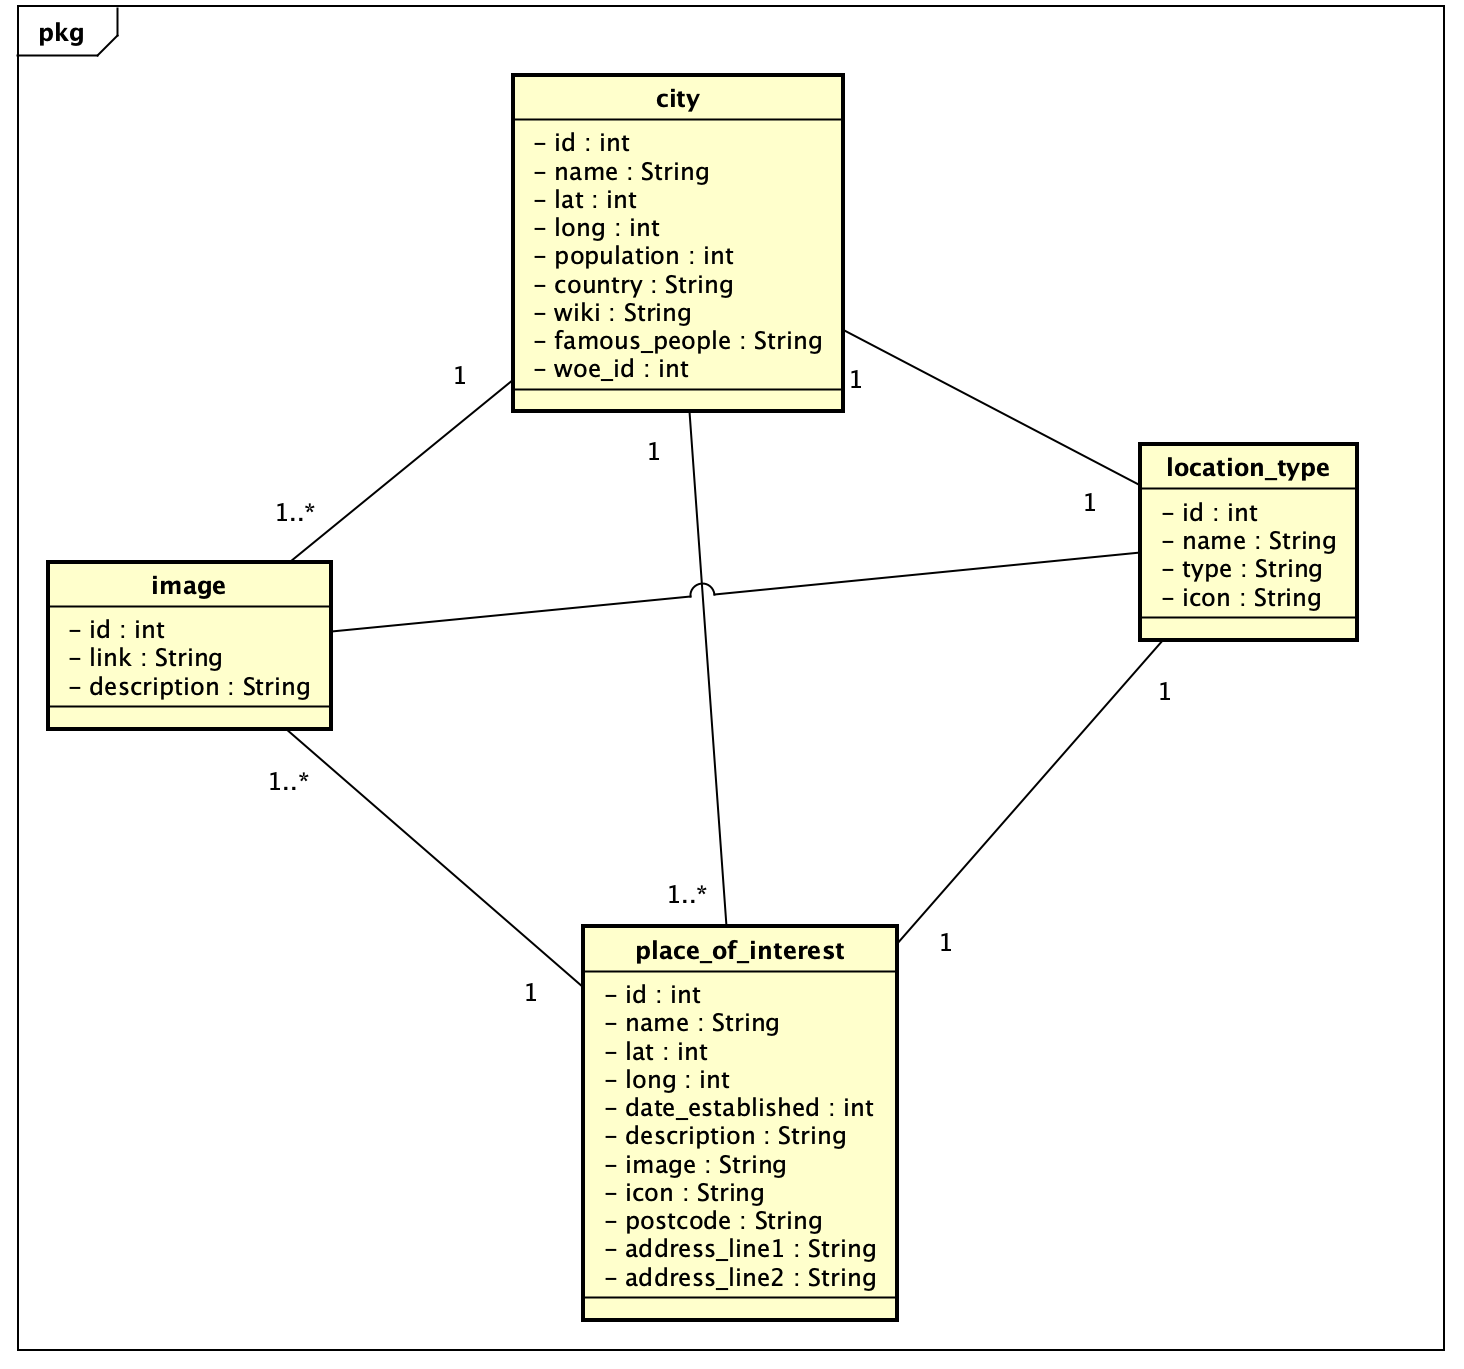 pkg
city
- id : int
- name : String
- lat : int
- long : int
- population : int
- country : String
- wiki : String
- famous_people : String
- woe_id : int
1
1
1
1..*
1
location_type
- id : int
- name : String
- type : String
- icon : String
image
- id : int
- link : String
- description : String
1
1..*
1..*
1
1
place_of_interest
- id : int
- name : String
- lat : int
- long : int
- date_established : int
- description : String
- image : String
- icon : String
- postcode : String
- address_line1 : String
- address_line2 : String